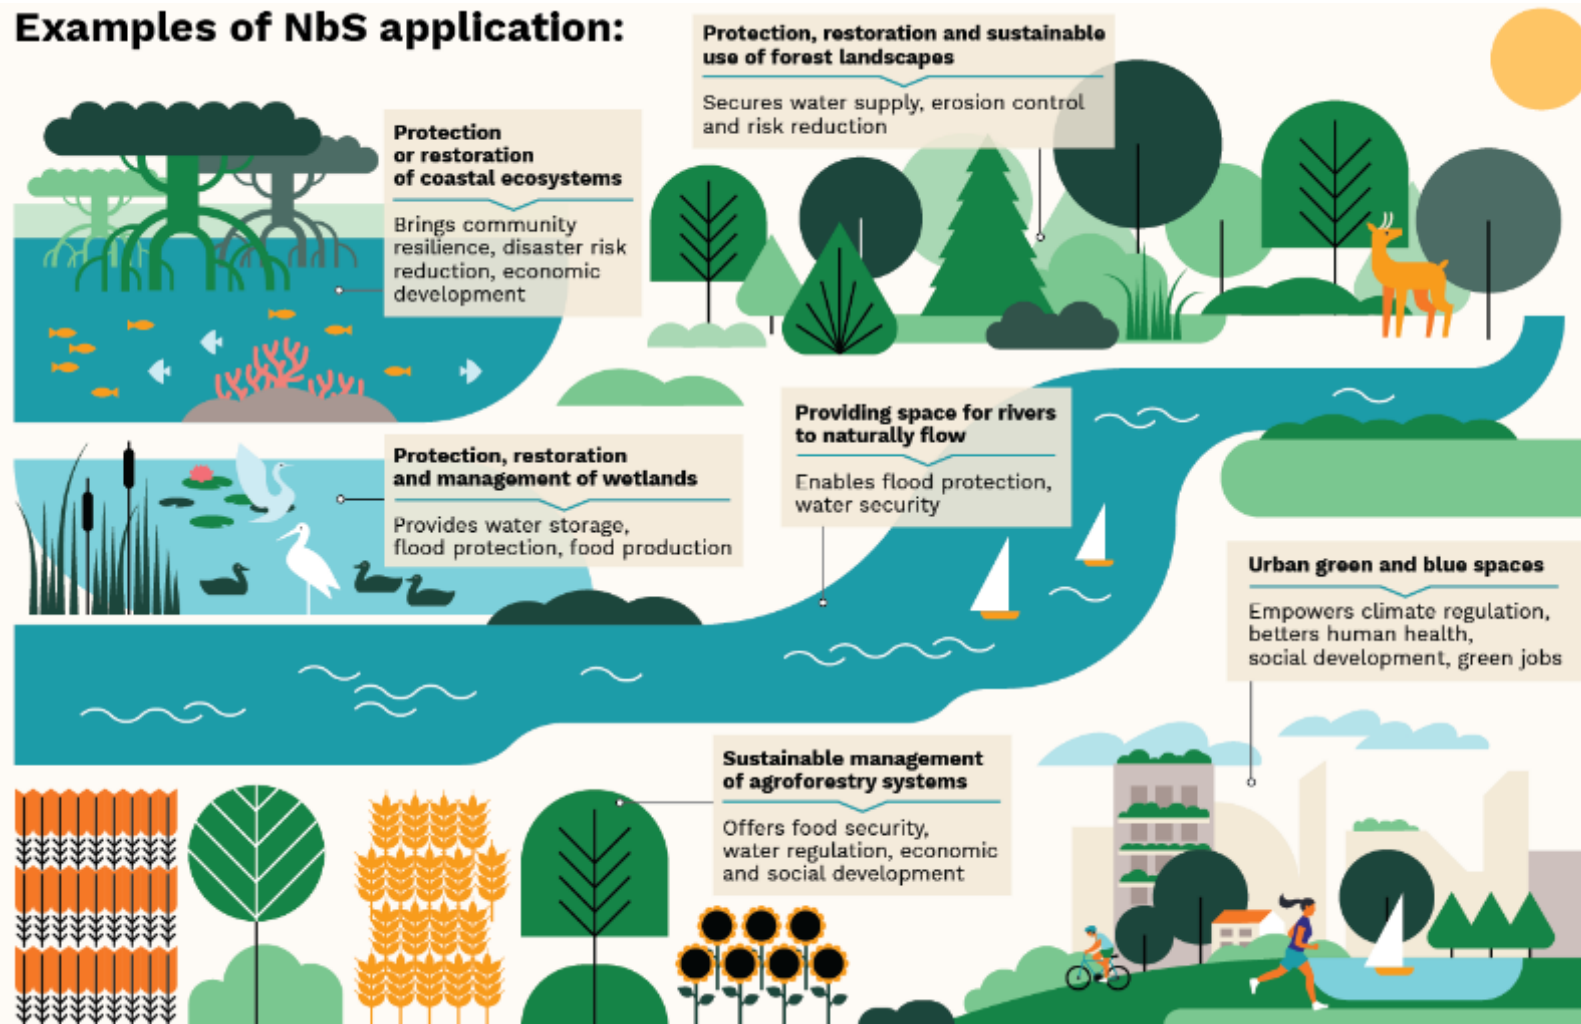 Examples of NbS application:
Protection, restoration and sustainable
use of forest landscapes
Secures water supply, erosion control
and risk reduction
Protection
or restoration
of coastal ecosystems
Brings community
resilience, disaster risk
reduction, economic
development
Providing space for rivers
to naturally flow
Enables flood protection,
water security
Protection, restoration
and management of wetlands
Provides water storage,
flood protection, food production
Urban green and blue spaces
Empowers climate regulation,
betters human health,
social development, green jobs
Sustainable management
of agroforestry systems
Offers food security,
water regulation, economic
and social development